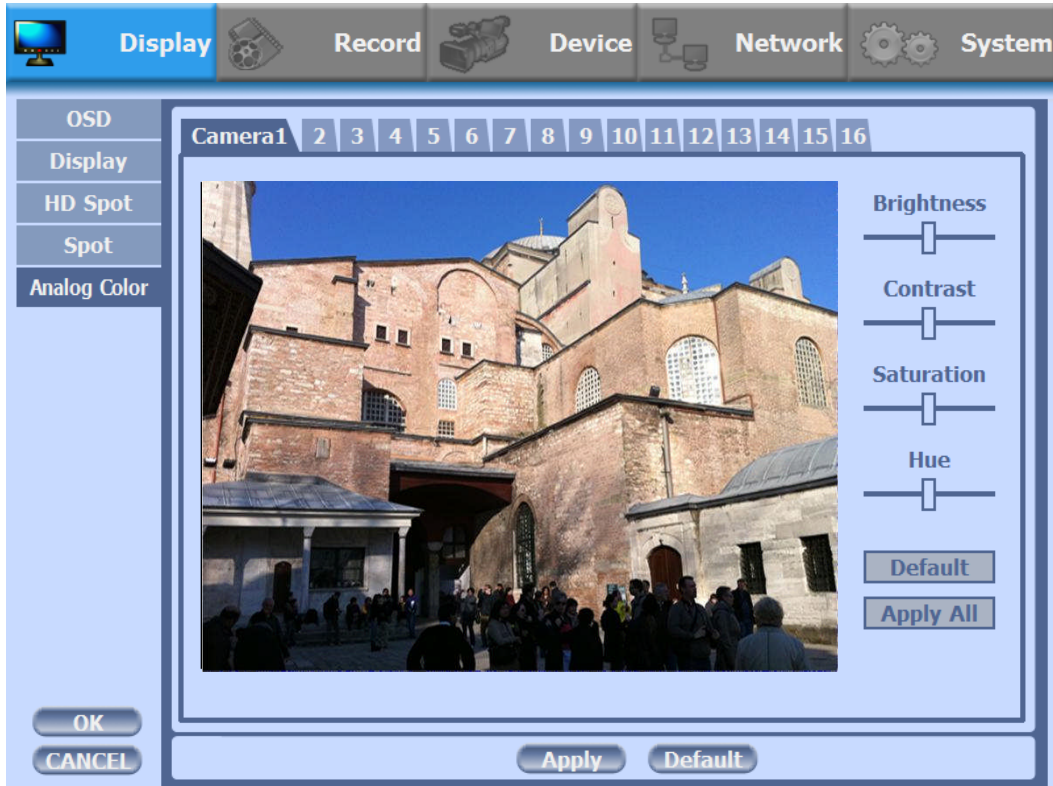 Display Record Device Network System
OSD
Display
HD Spot
Spot
Analog Color
OK
CANCEL
Camera1 2 3 4 5 6 7 8 9 10 11 12 13 14 15 16
Brightness
Contrast
Saturation
Hue
Default
Apply All
Apply Default